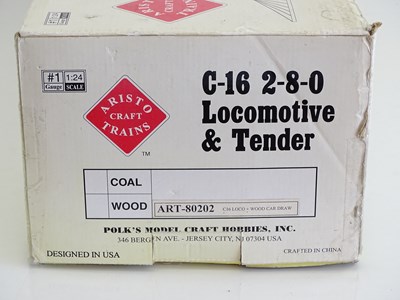 #1
Gauge
1:24
SCALE
ARISTO
CRAFT
TRAINS
TM
C-16 2-8-0
Locomotive
& Tender
COAL
WOOD
ART-80202 C16 LOCO + WOOD CAB DRAW
POLK'S MODEL CRAFT HOBBIES, INC.
346 BERGEN AVE. - JERSEY CITY, NJ 07304 USA
DESIGNED IN USA
CRAFTED IN CHINA